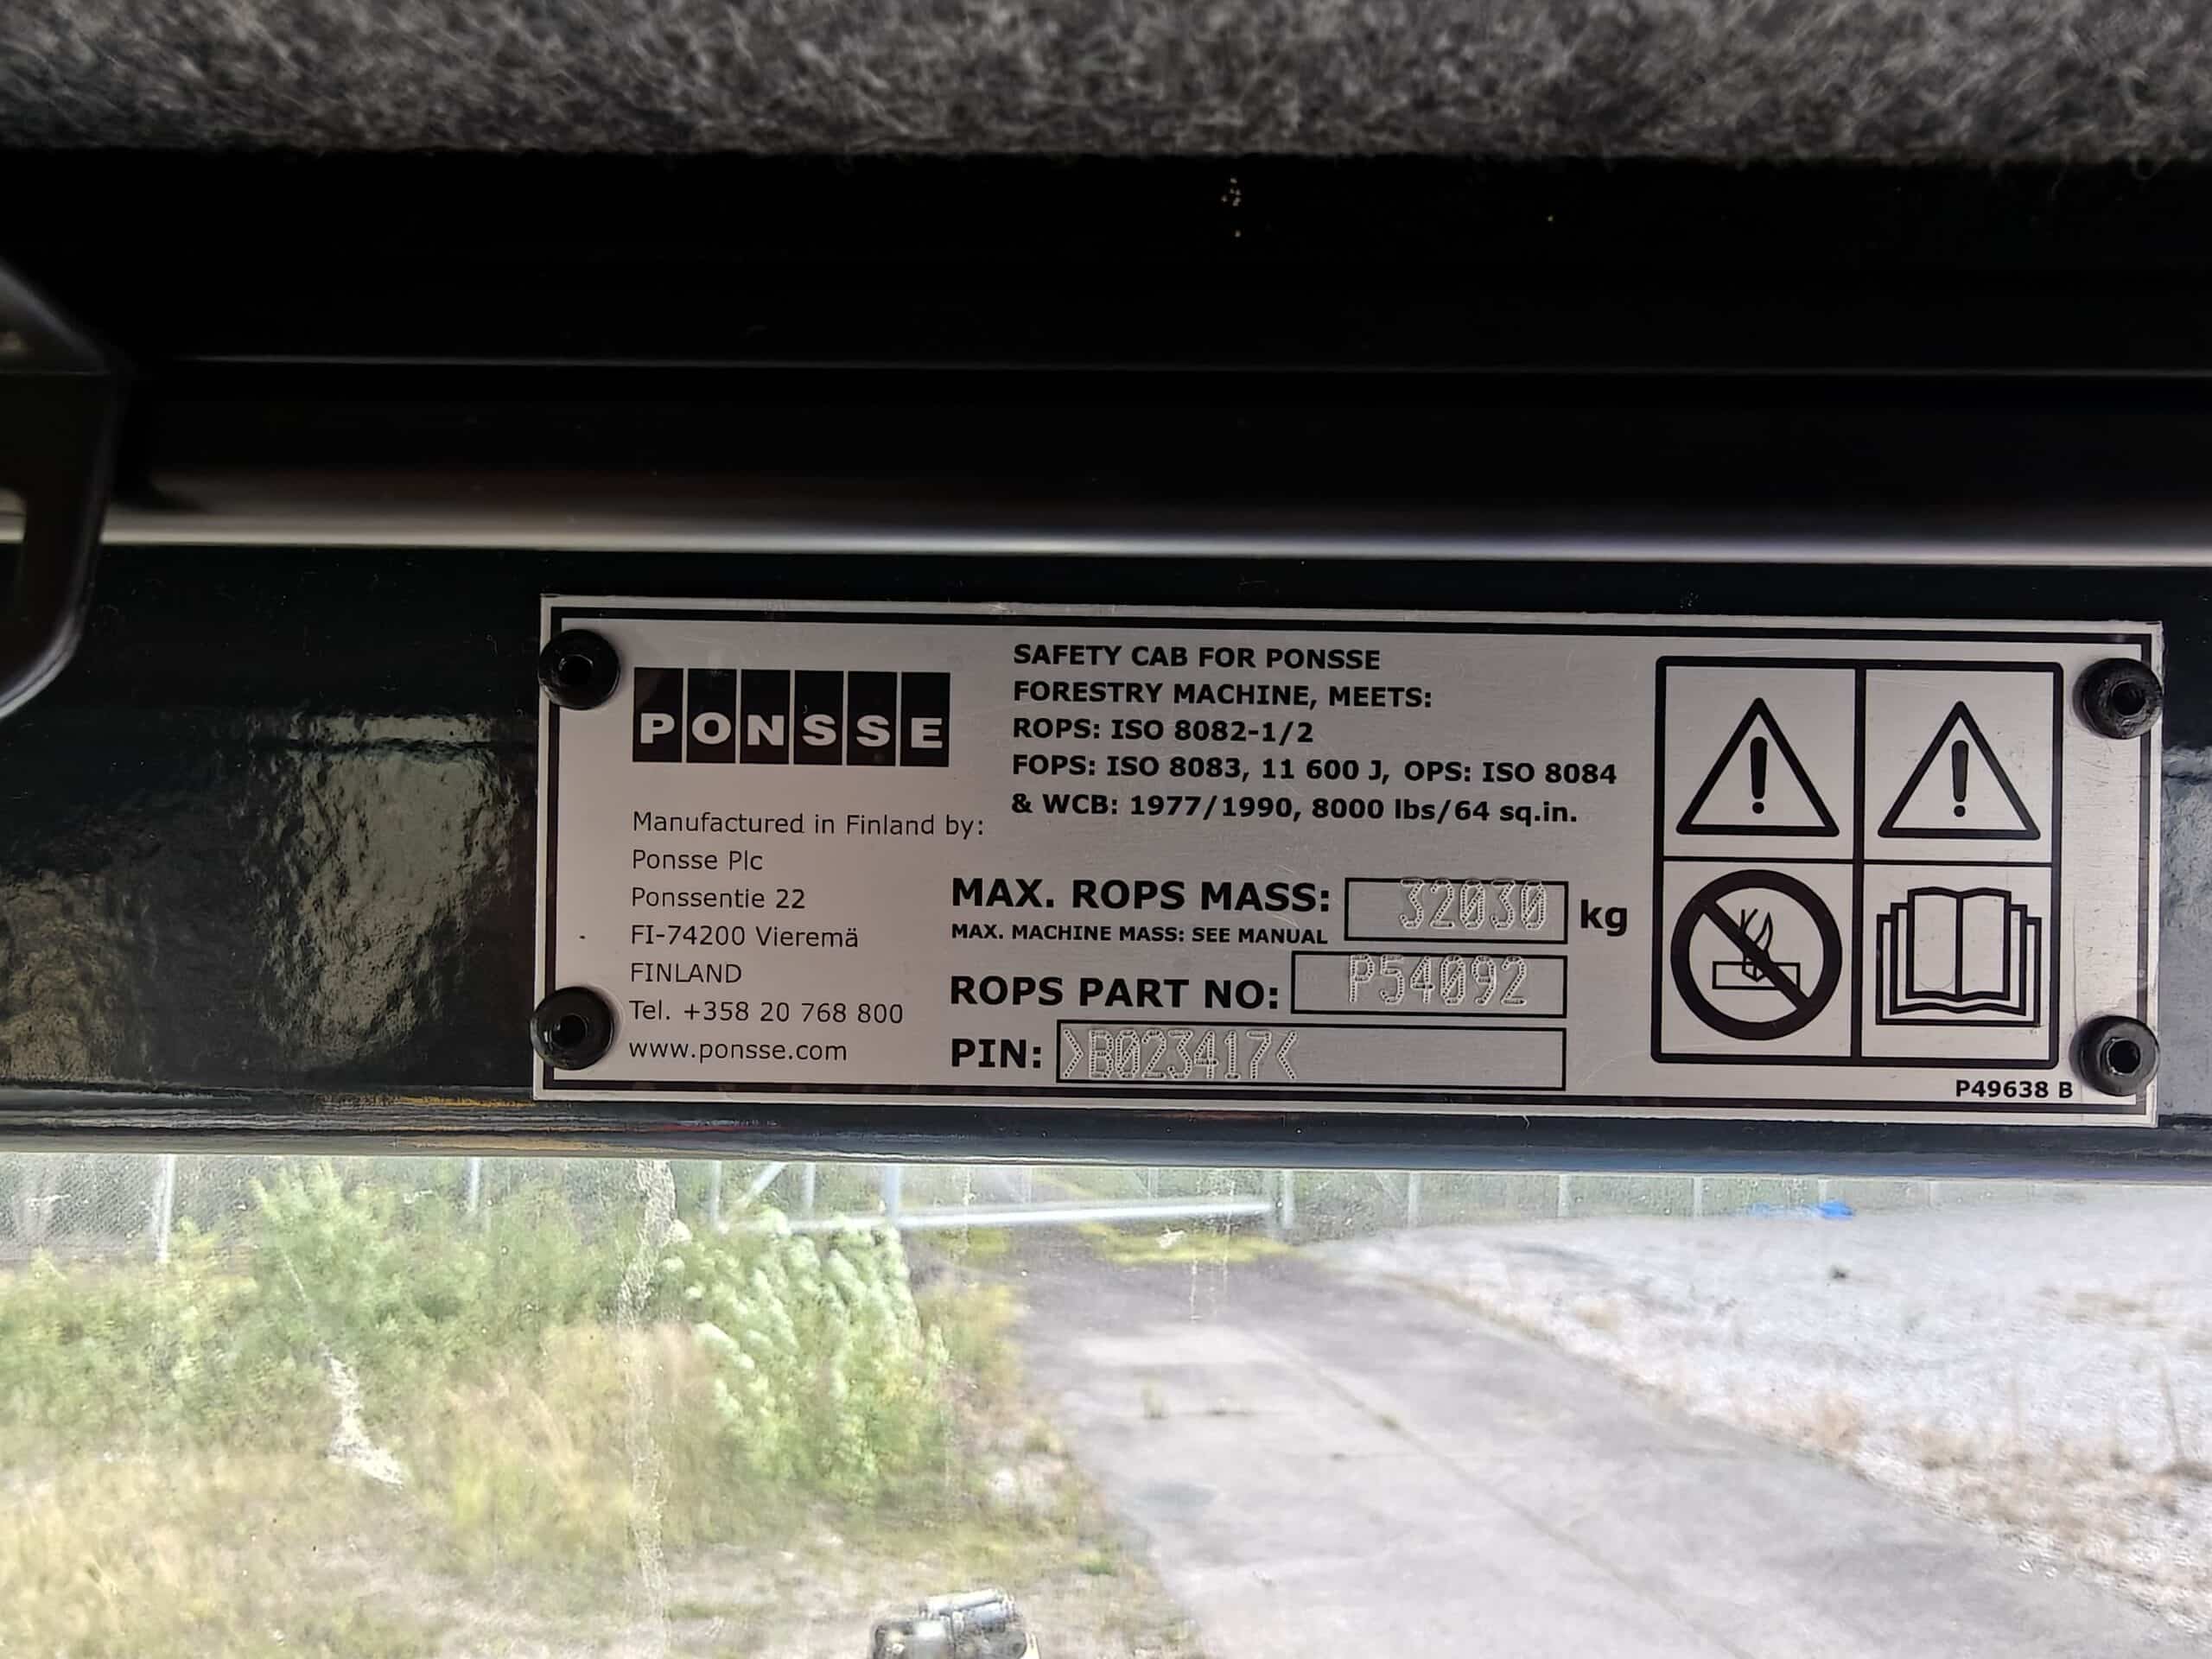 PONSSE
Manufactured in Finland by:
Ponsse Plc
Ponssentie 22
FI-74200 Vieremä
FINLAND
Tel. +358 20 768 800
www.ponsse.com
SAFETY CAB FOR PONSSE
FORESTRY MACHINE, MEETS:
ROPS: ISO 8082-1/2
FOPS: ISO 8083, 11 600 J, OPS: ISO 8084
& WCB: 1977/1990, 8000 lbs/64 sq.in.
MAX. ROPS MASS: 32030 kg
MAX. MACHINE MASS: SEE MANUAL
ROPS PART NO: P54092
PIN: >B023417<
P49638 B